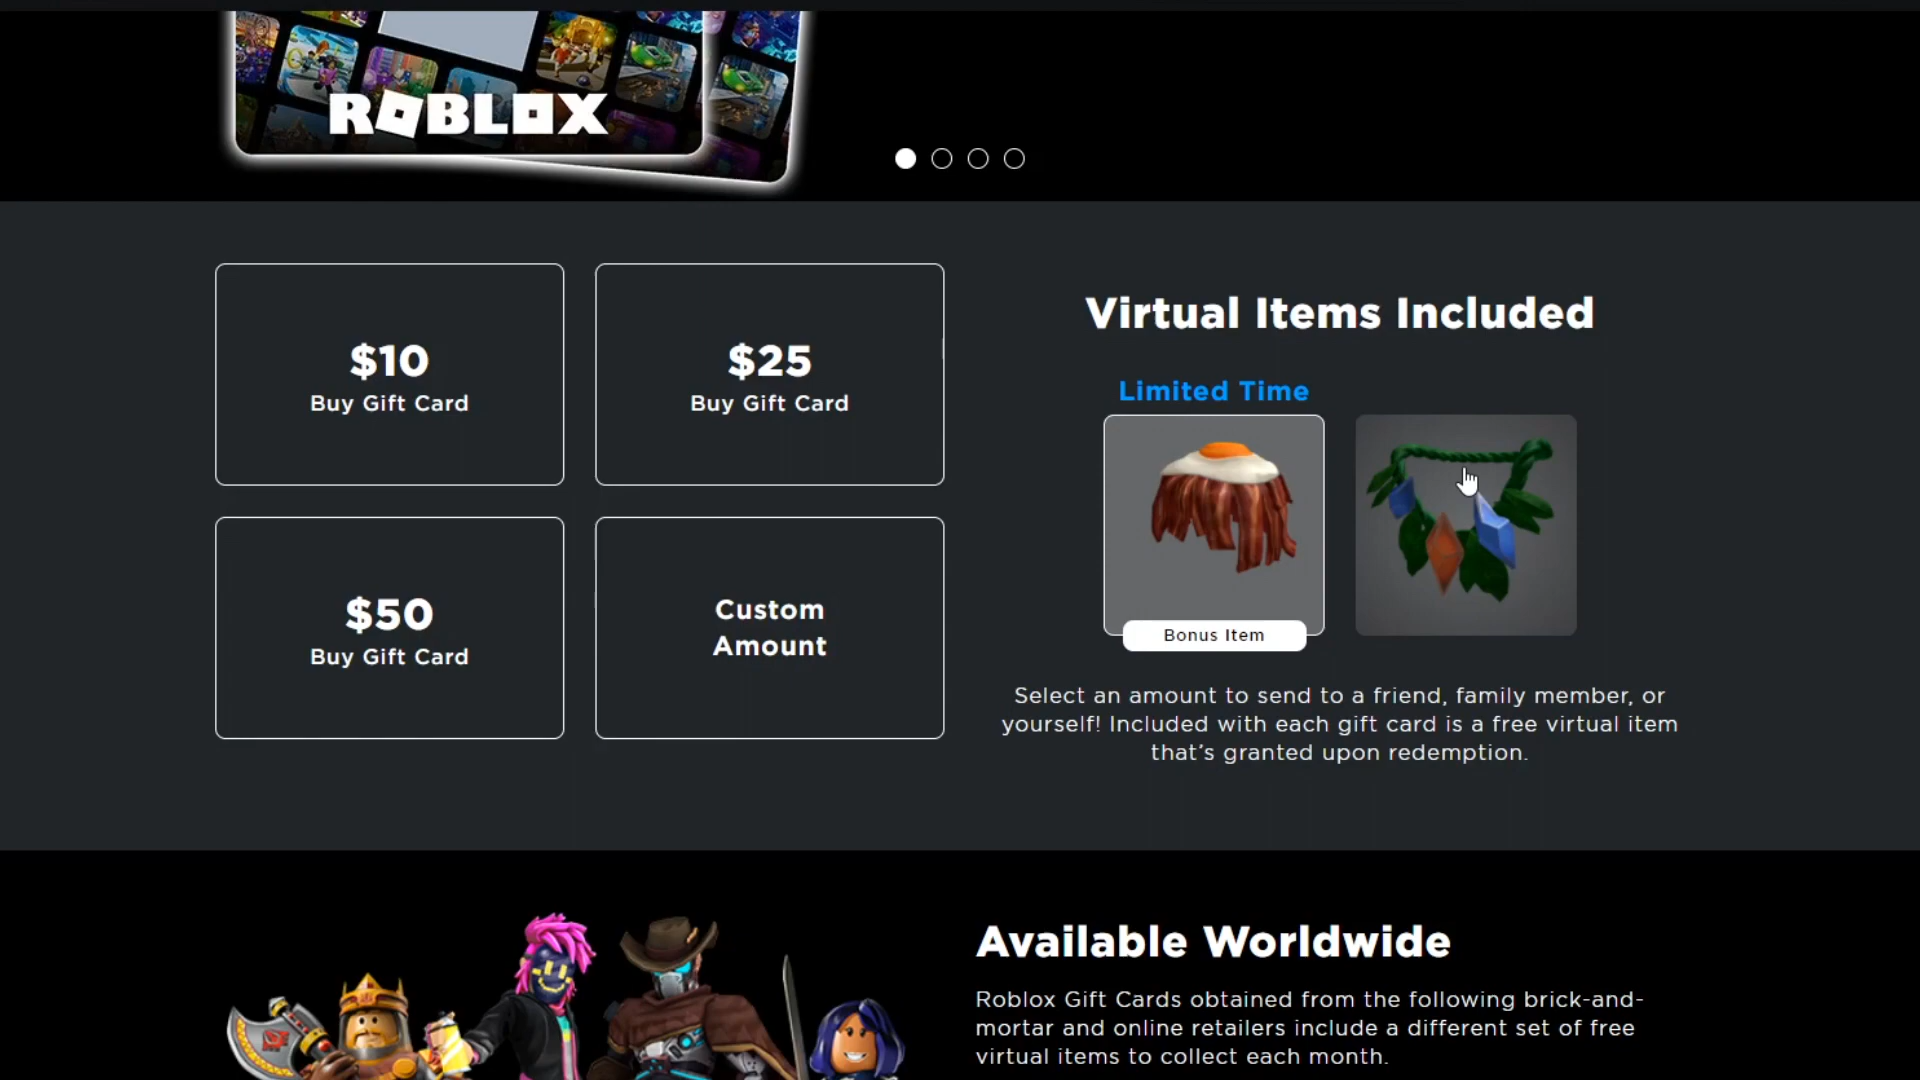 ROBLOX
$10
Buy Gift Card
$25
Buy Gift Card
$50
Buy Gift Card
Custom
Amount
Virtual Items Included
Limited Time
Bonus Item
Select an amount to send to a friend, family member, or
yourself! Included with each gift card is a free virtual item
that’s granted upon redemption.
Available Worldwide
Roblox Gift Cards obtained from the following brick-and-
mortar and online retailers include a different set of free
virtual items to collect each month.